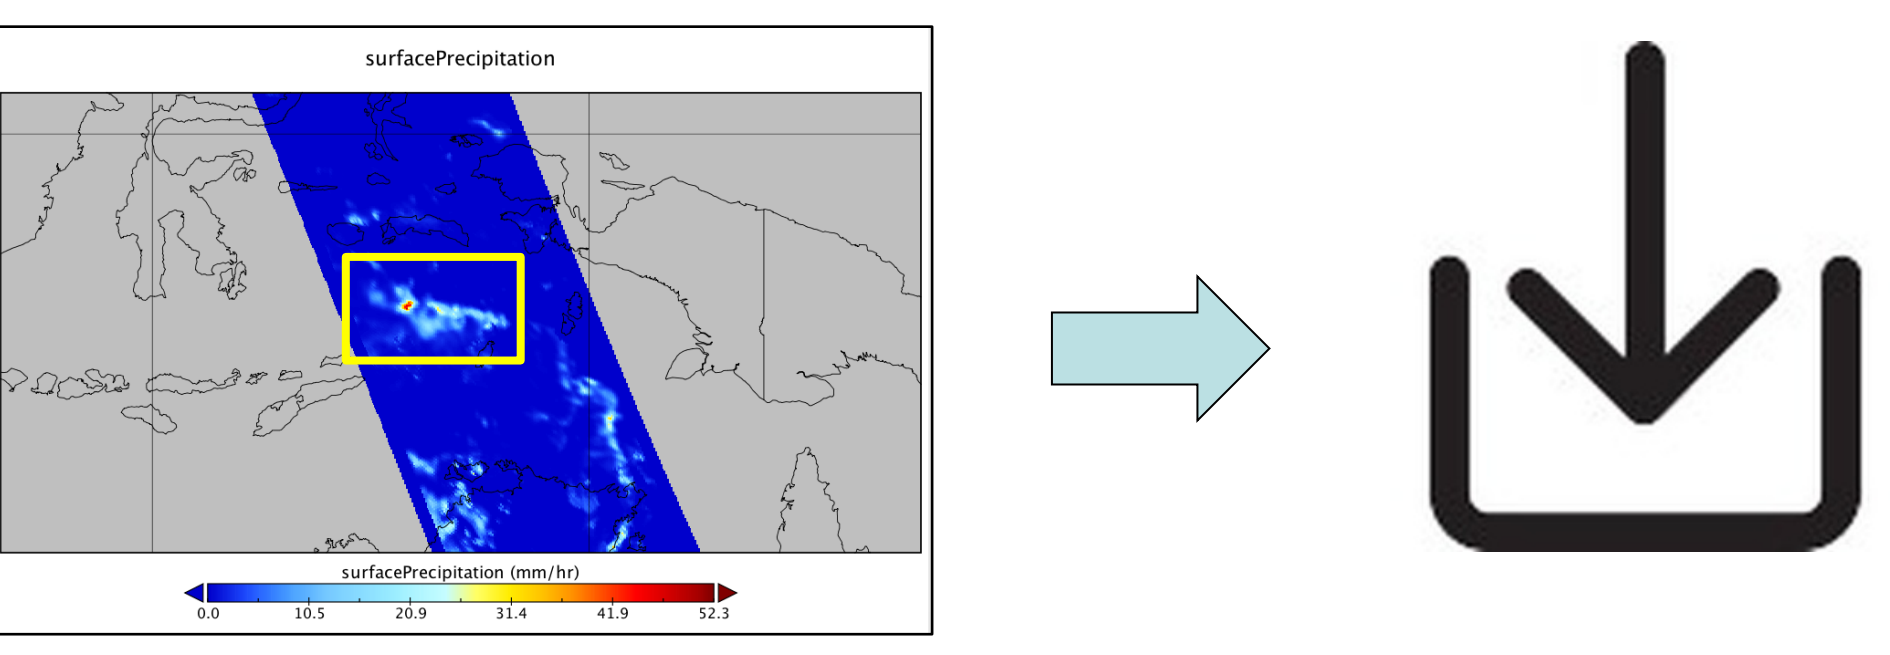 surfacePrecipitation
surfacePrecipitation (mm/hr)
0.0 10.5 20.9 31.4 41.9 52.3